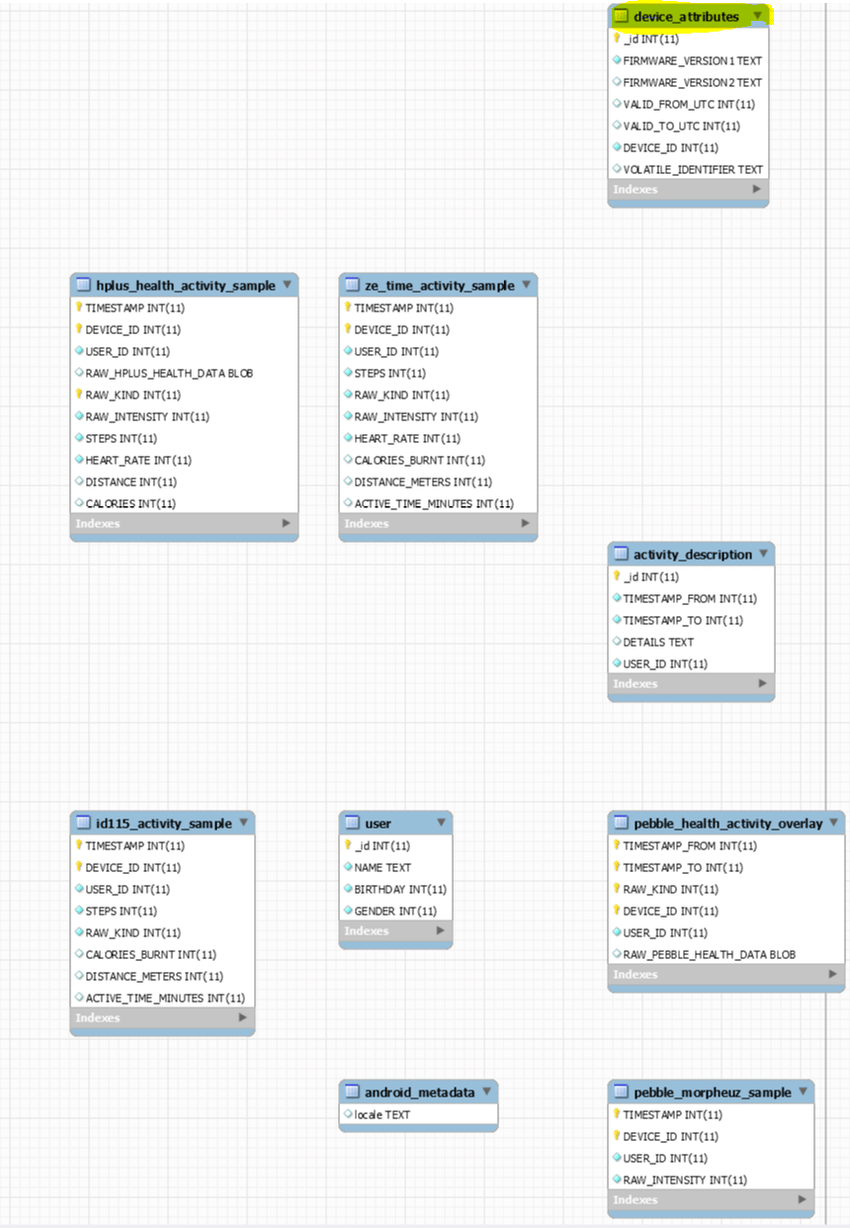 device_attributes
_id INT(11)
FIRMWARE_VERSION1 TEXT
FIRMWARE_VERSION2 TEXT
VALID_FROM_UTC INT(11)
VALID_TO_UTC INT(11)
DEVICE_ID INT(11)
VOLATILE_IDENTIFIER TEXT
Indexes
hplus_health_activity_sample
TIMESTAMP INT(11)
DEVICE_ID INT(11)
USER_ID INT(11)
RAW_HPLUS_HEALTH_DATA BLOB
RAW_KIND INT(11)
RAW_INTENSITY INT(11)
STEPS INT(11)
HEART_RATE INT(11)
DISTANCE INT(11)
CALORIES INT(11)
Indexes
ze_time_activity_sample
TIMESTAMP INT(11)
DEVICE_ID INT(11)
USER_ID INT(11)
STEPS INT(11)
RAW_KIND INT(11)
RAW_INTENSITY INT(11)
HEART_RATE INT(11)
CALORIES_BURNT INT(11)
DISTANCE_METERS INT(11)
ACTIVE_TIME_MINUTES INT(11)
Indexes
activity_description
_id INT(11)
TIMESTAMP_FROM INT(11)
TIMESTAMP_TO INT(11)
DETAILS TEXT
USER_ID INT(11)
Indexes
id115_activity_sample
TIMESTAMP INT(11)
DEVICE_ID INT(11)
USER_ID INT(11)
STEPS INT(11)
RAW_KIND INT(11)
CALORIES_BURNT INT(11)
DISTANCE_METERS INT(11)
ACTIVE_TIME_MINUTES INT(11)
Indexes
user
_id INT(11)
NAME TEXT
BIRTHDAY INT(11)
GENDER INT(11)
Indexes
pebble_health_activity_overlay
TIMESTAMP_FROM INT(11)
TIMESTAMP_TO INT(11)
RAW_KIND INT(11)
DEVICE_ID INT(11)
USER_ID INT(11)
RAW_PEBBLE_HEALTH_DATA BLOB
Indexes
android_metadata
locale TEXT
pebble_morpheuz_sample
TIMESTAMP INT(11)
DEVICE_ID INT(11)
USER_ID INT(11)
RAW_INTENSITY INT(11)
Indexes